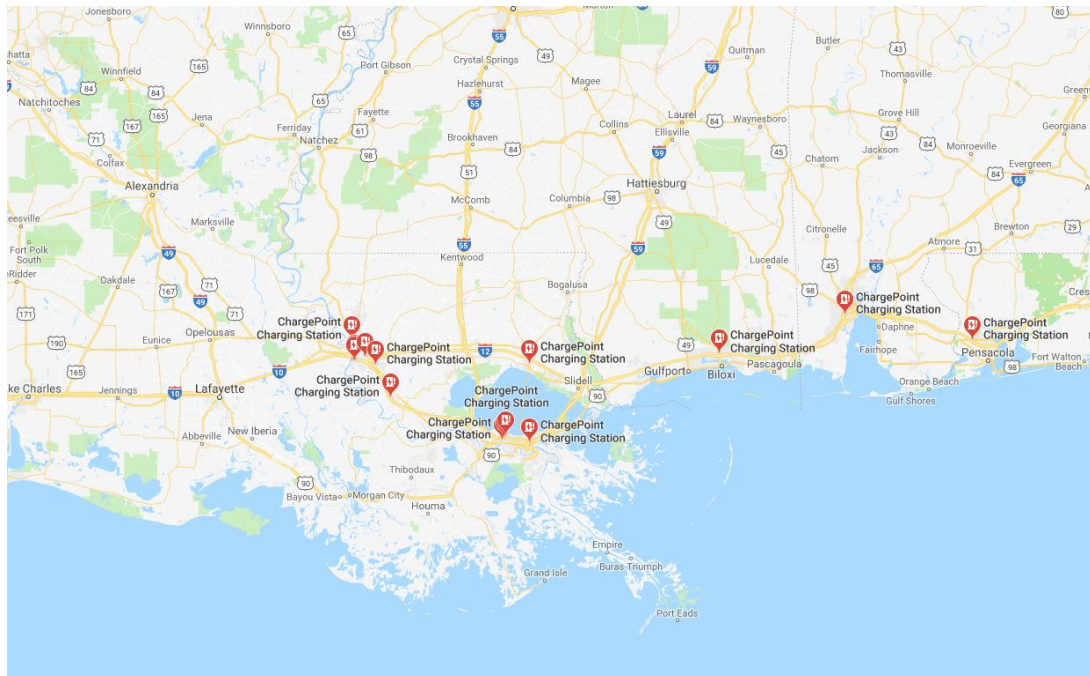 Jonesboro
Winnsboro
Morton
Butler
Winnfield
Port Gibson
Crystal Springs
Hazlehurst
Magee
Quitman
Thomasville
Natchitoches
Jena
Ferriday
Natchez
Fayette
Brookhaven
Collins
Laurel
Ellisville
Waynesboro
Grove Hill
Jackson
Monroeville
Georgiana
Evergreen
Colfax
Alexandria
Chatom
Marksville
Hattiesburg
McComb
Columbia
Leesville
Fort Polk
South
DeRidder
Oakdale
Kentwood
Bogalusa
Lucedale
Citronelle
Atmore
Brewton
Eunice
Opelousas
ChargePoint
Charging Station
ChargePoint
Charging Station
ChargePoint
Charging Station
ChargePoint
Charging Station
ChargePoint
Charging Station
ChargePoint
Charging Station
ChargePoint
Charging Station
Daphne
Fairhope
Pensacola
Fort Walton
Beach
Lake Charles
Jennings
Lafayette
ChargePoint
Charging Station
Slidell
Gulfport
Biloxi
Pascagoula
Orange Beach
Gulf Shores
ChargePoint
Charging Station
ChargePoint
Charging Station
ChargePoint
Charging Station
Abbeville
New Iberia
Thibodaux
Bayou Vista
Morgan City
Houma
Empire
Buras-Triumph
Grand Isle
Port Eads